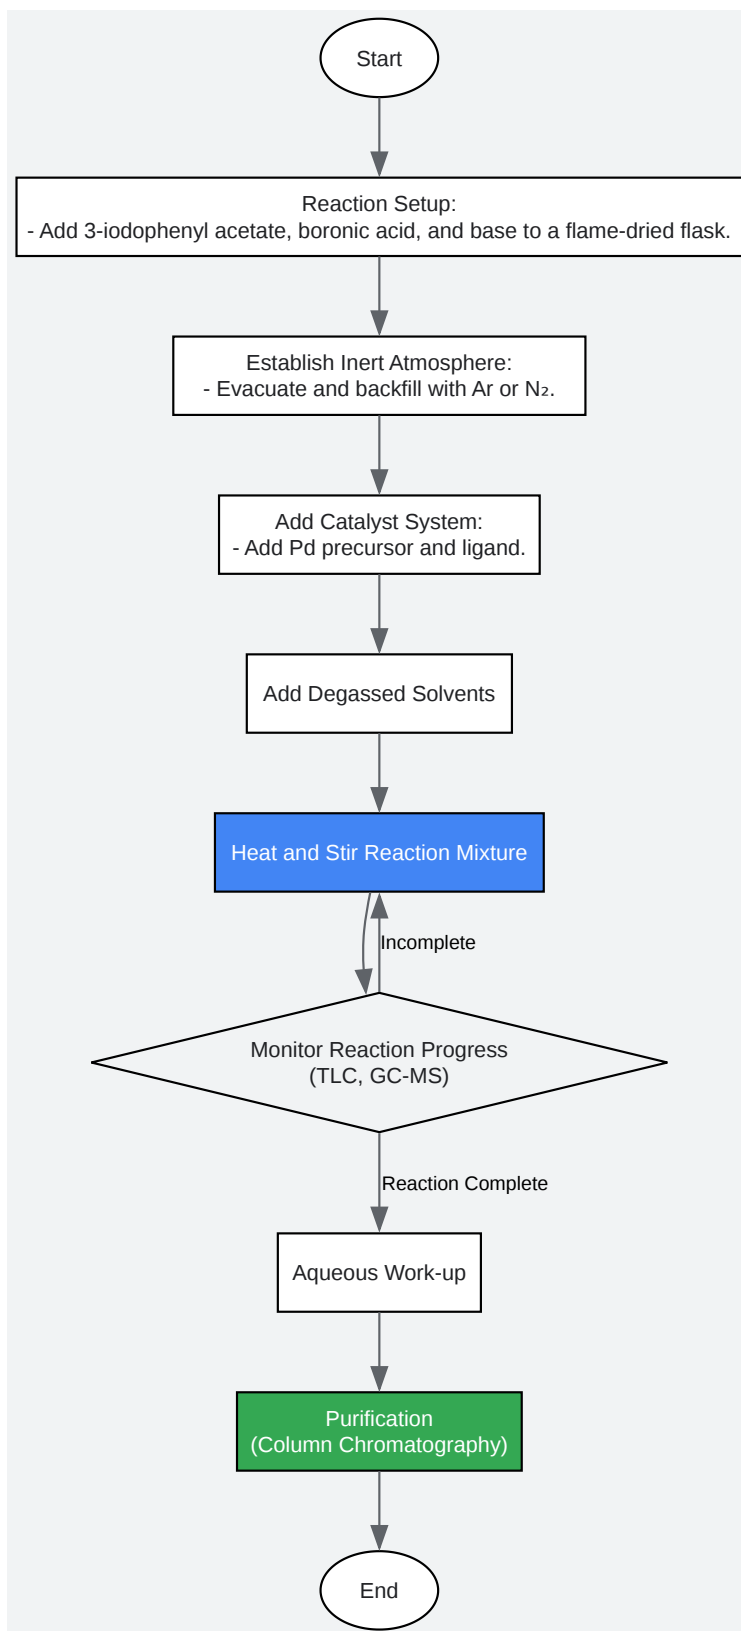 Start
Reaction Setup:
- Add 3-iodophenyl acetate, boronic acid, and base to a flame-dried flask.
Establish Inert Atmosphere:
- Evacuate and backfill with Ar or N₂.
Add Catalyst System:
- Add Pd precursor and ligand.
Add Degassed Solvents
Heat and Stir Reaction Mixture
Incomplete
Monitor Reaction Progress
(TLC, GC-MS)
Reaction Complete
Aqueous Work-up
Purification
(Column Chromatography)
End